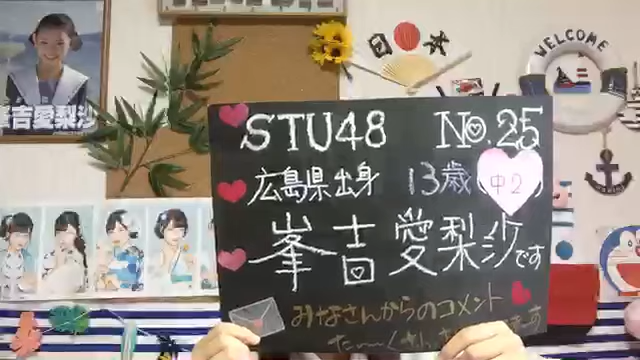 WELCOME
日本
峯吉愛梨沙
STU48 No.25
広島県出身 13歳(中2)
峯吉愛梨沙です
みなさんからのコメント